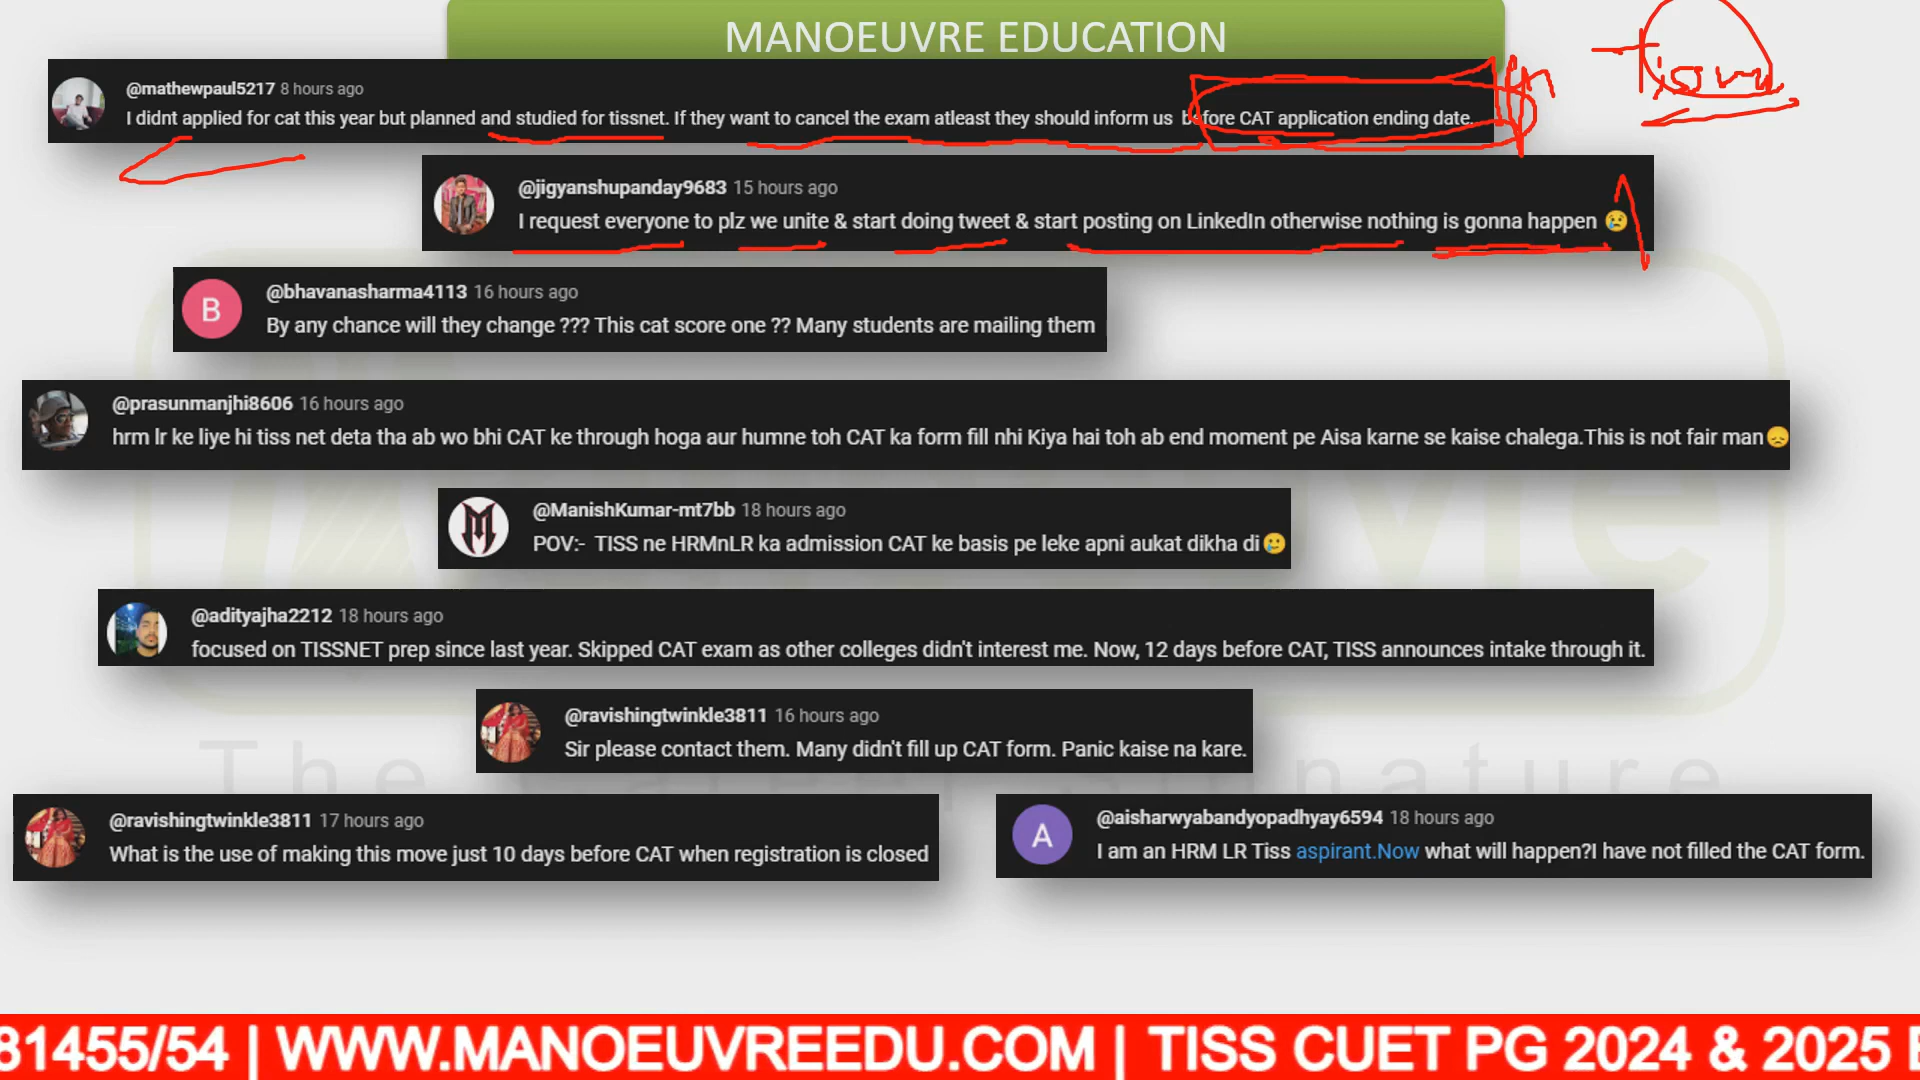 MANOEUVRE EDUCATION
@mathewpaul5217 8 hours ago
I didnt applied for cat this year but planned and studied for tissnet. If they want to cancel the exam atleast they should inform us before CAT application ending date..
@jigyanshupanday9683 15 hours ago
I request everyone to plz we unite & start doing tweet & start posting on LinkedIn otherwise nothing is gonna happen 😢
@bhavanasharma4113 16 hours ago
B
By any chance will they change ??? This cat score one ?? Many students are mailing them
@prasunmanjhi8606 16 hours ago
hrm lr ke liye hi tiss net deta tha ab wo bhi CAT ke through hoga aur humne toh CAT ka form fill nhi Kiya hai toh ab end moment pe Aisa karne se kaise chalega.This is not fair man😞
@ManishKumar-mt7bb 18 hours ago
POV:- TISS ne HRMnLR ka admission CAT ke basis pe leke apni aukat dikha di🥲
@adityajha2212 18 hours ago
focused on TISSNET prep since last year. Skipped CAT exam as other colleges didn't interest me. Now, 12 days before CAT, TISS announces intake through it.
@ravishingtwinkle3811 16 hours ago
Sir please contact them. Many didn't fill up CAT form. Panic kaise na kare.
@ravishingtwinkle3811 17 hours ago
What is the use of making this move just 10 days before CAT when registration is closed
@aisharwyabandyopadhyay6594 18 hours ago
A
I am an HRM LR Tiss aspirant.Now what will happen?I have not filled the CAT form.
81455/54 | WWW.MANOEUVREEDU.COM | TISS CUET PG 2024 & 2025